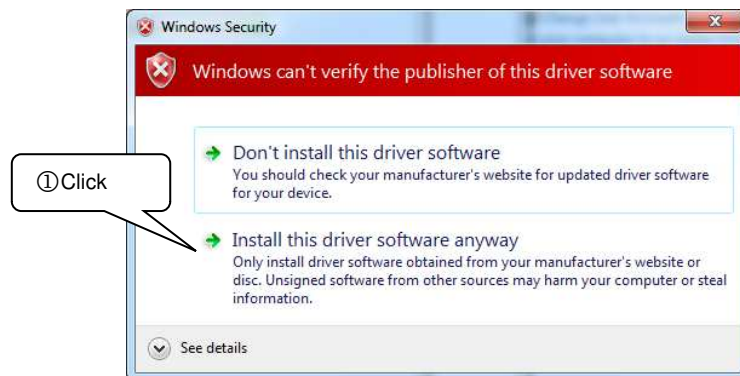 Windows Security
Windows can't verify the publisher of this driver software
Don't install this driver software
You should check your manufacturer's website for updated driver software
for your device.
①Click
Install this driver software anyway
Only install driver software obtained from your manufacturer's website or
disc. Unsigned software from other sources may harm your computer or steal
information.
See details